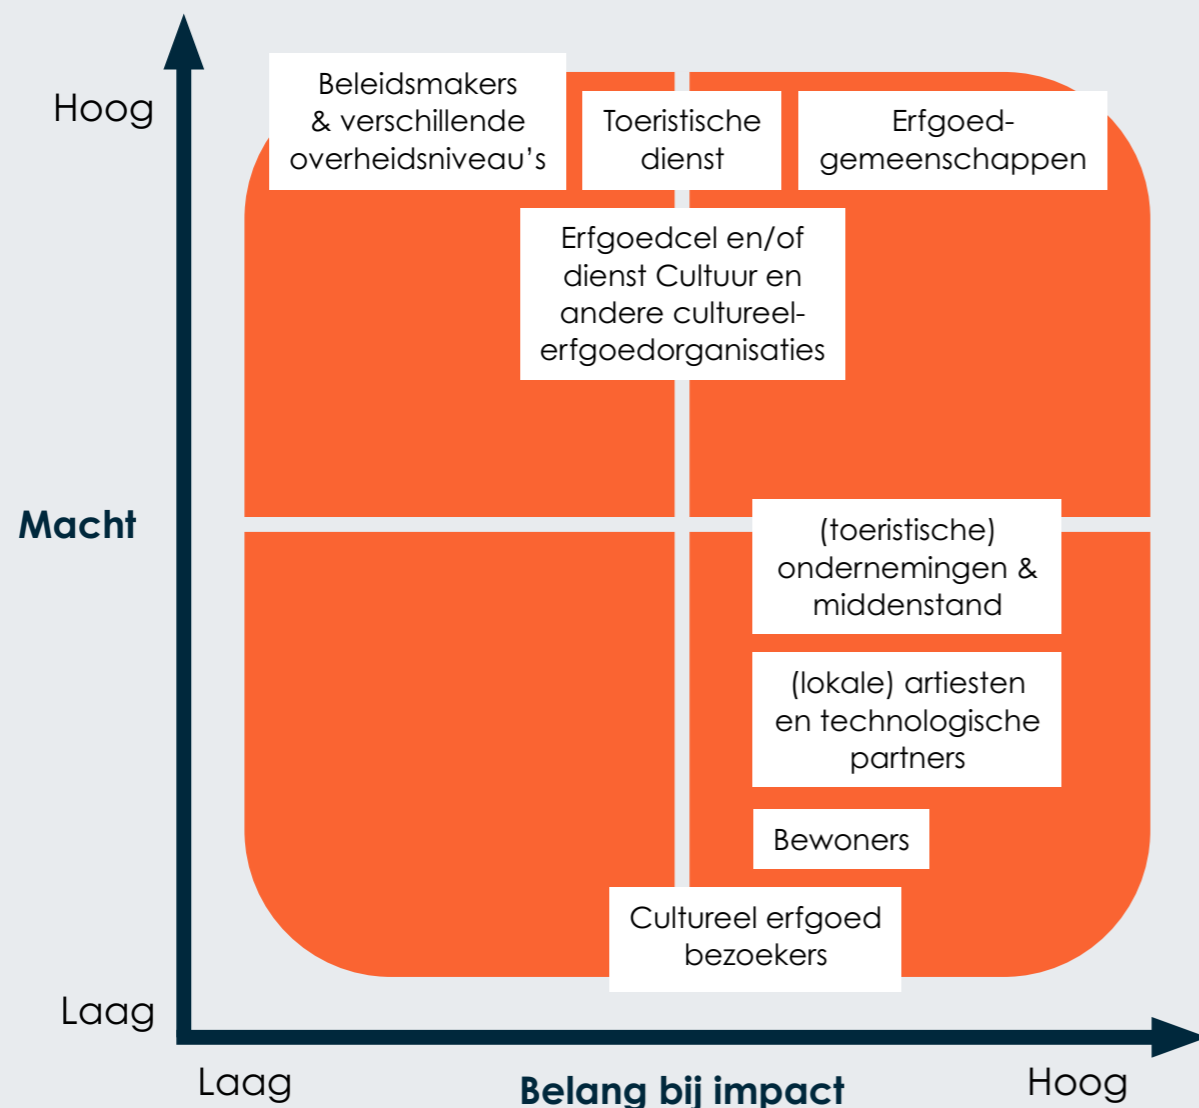 Hoog
Beleidsmakers
& verschillende
overheidsniveau's
Toeristische
dienst
Erfgoed-
gemeenschappen
Erfgoedcel en/of
dienst Cultuur en
andere cultureel-
erfgoedorganisaties
Macht
(toeristische)
ondernemingen &
middenstand
(lokale) artiesten
en technologische
partners
Bewoners
Cultureel erfgoed
bezoekers
Laag
Laag
Belang bij impact
Hoog